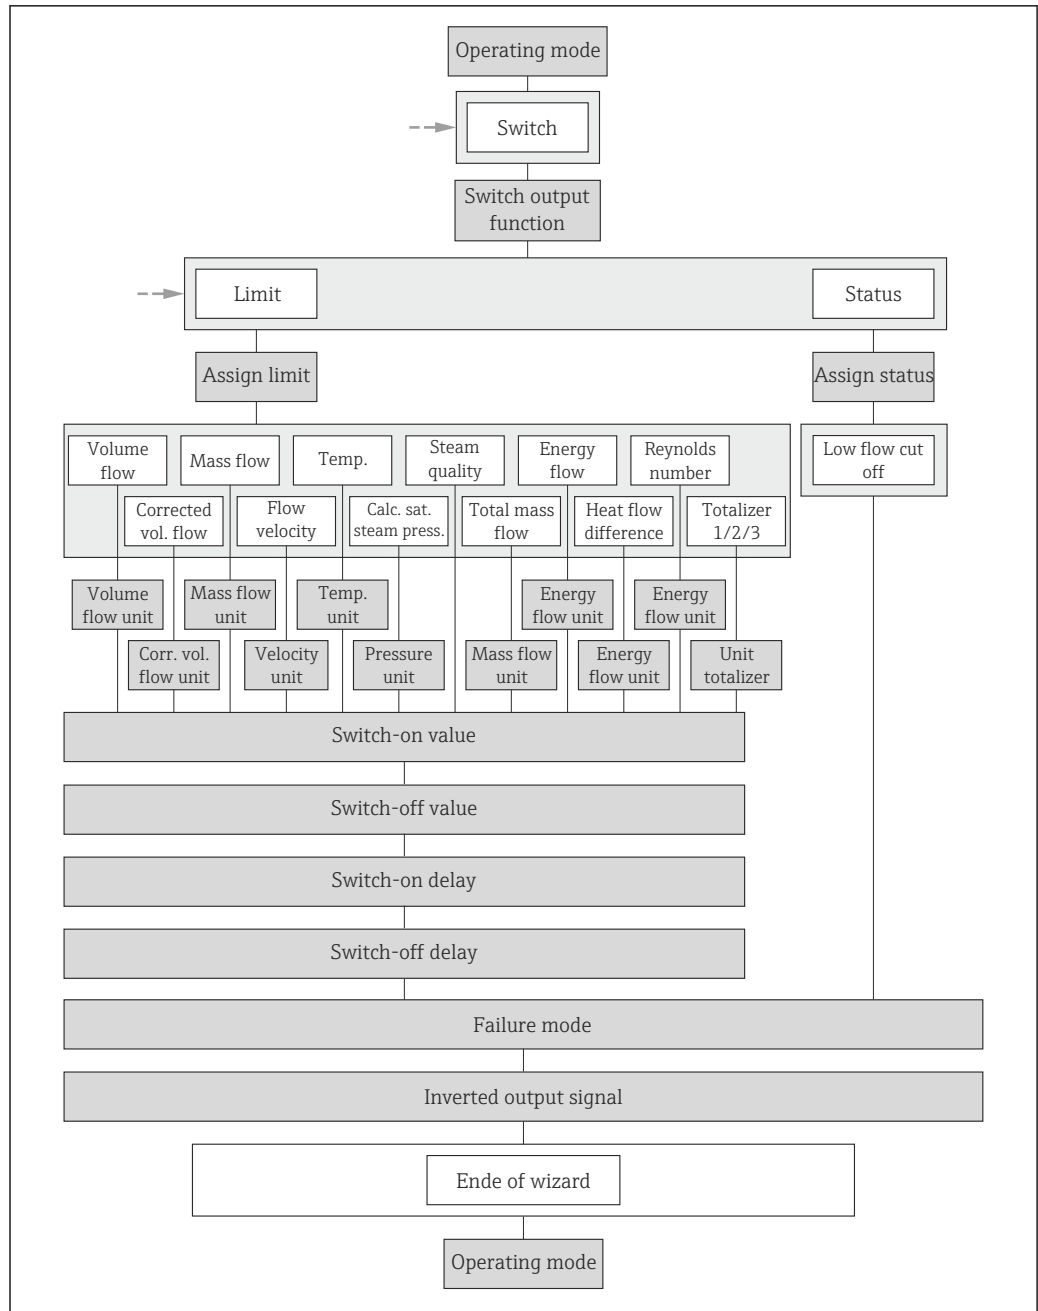 Operating mode
Switch
Switch output
function
Limit
Status
Assign limit
Assign status
Volume
flow
Mass flow
Temp.
Steam
quality
Energy
flow
Reynolds
number
Low flow cut
off
Corrected
vol. flow
Flow
velocity
Calc. sat.
steam press.
Total mass
flow
Heat flow
difference
Totalizer
1/2/3
Volume
flow unit
Mass flow
unit
Temp.
unit
Energy
flow unit
Energy
flow unit
Corr. vol.
flow unit
Velocity
unit
Pressure
unit
Mass flow
unit
Energy
flow unit
Unit
totalizer
Switch-on value
Switch-off value
Switch-on delay
Switch-off delay
Failure mode
Inverted output signal
Ende of wizard
Operating mode